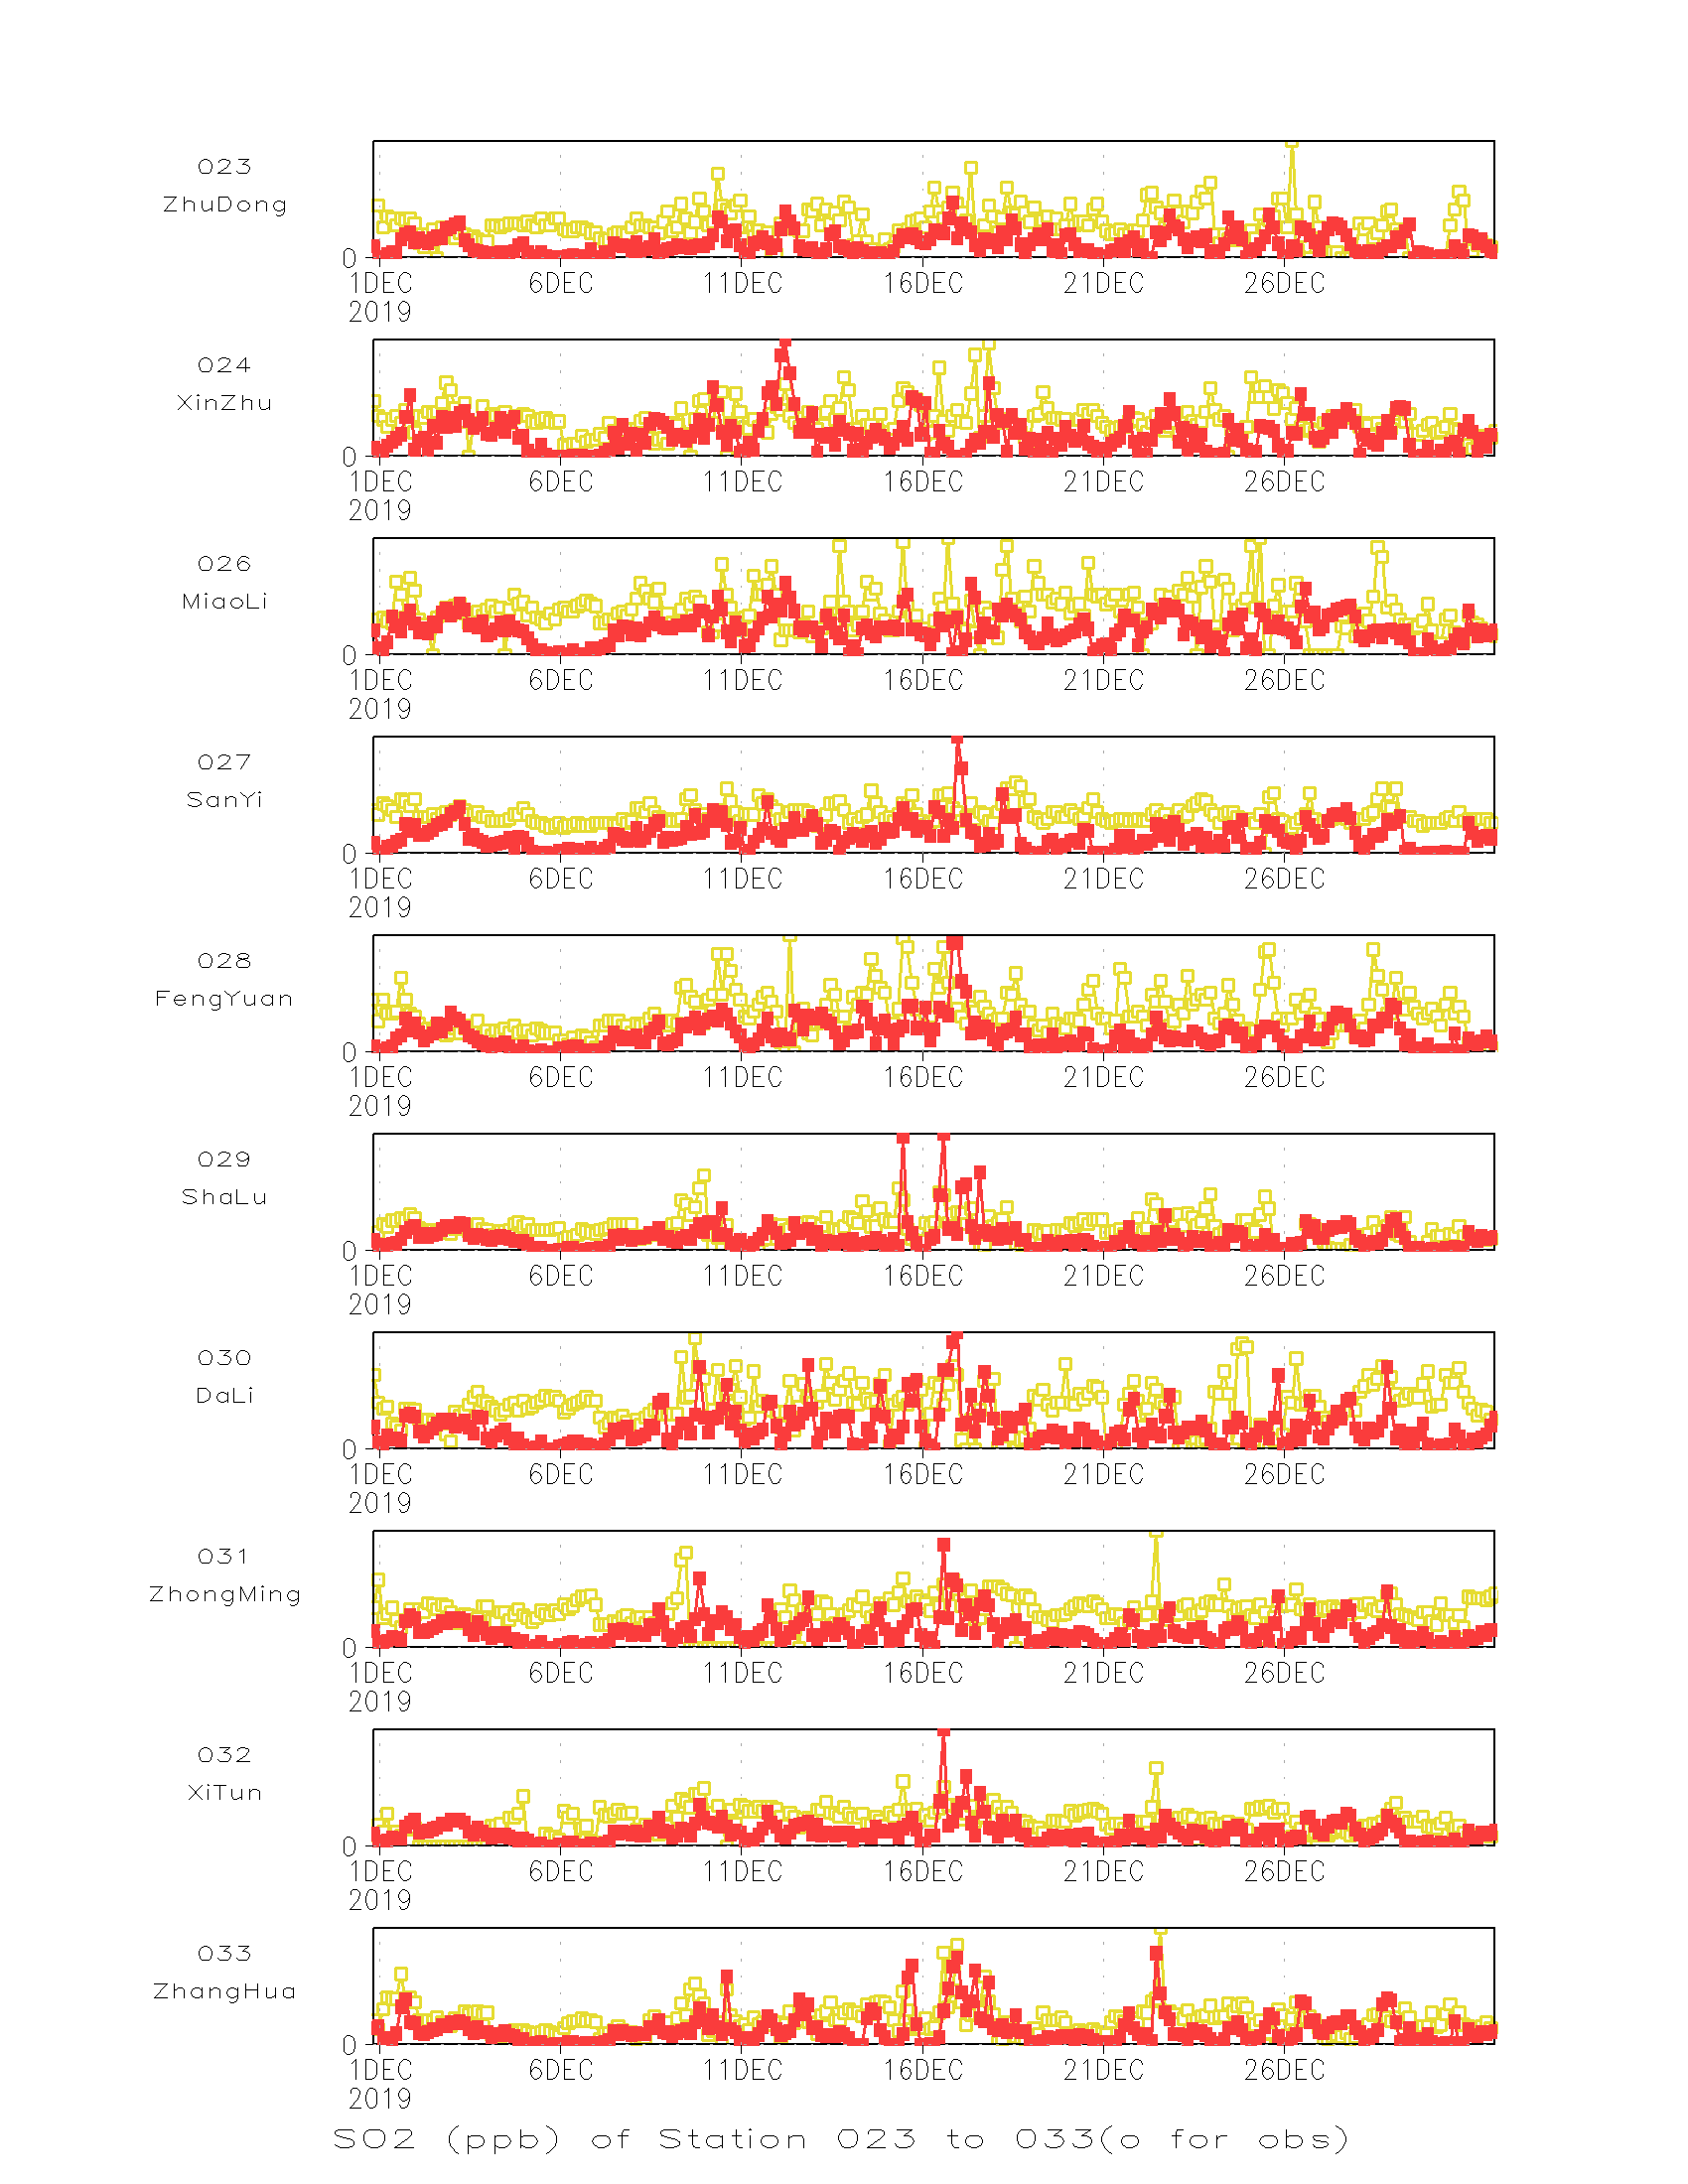 023
ZhuDong
0
1DEC 6DEC 11DEC 16DEC 21DEC 26DEC
2019
024
XinZhu
0
1DEC 6DEC 11DEC 16DEC 21DEC 26DEC
2019
026
MiaoLi
0
1DEC 6DEC 11DEC 16DEC 21DEC 26DEC
2019
027
SanYi
0
1DEC 6DEC 11DEC 16DEC 21DEC 26DEC
2019
028
FengYuan
0
1DEC 6DEC 11DEC 16DEC 21DEC 26DEC
2019
029
ShaLu
0
1DEC 6DEC 11DEC 16DEC 21DEC 26DEC
2019
030
DaLi
0
1DEC 6DEC 11DEC 16DEC 21DEC 26DEC
2019
031
ZhongMing
0
1DEC 6DEC 11DEC 16DEC 21DEC 26DEC
2019
032
XiTun
0
1DEC 6DEC 11DEC 16DEC 21DEC 26DEC
2019
033
ZhangHua
0
1DEC 6DEC 11DEC 16DEC 21DEC 26DEC
2019
SO2 (ppb) of Station 023 to 033(o for obs)